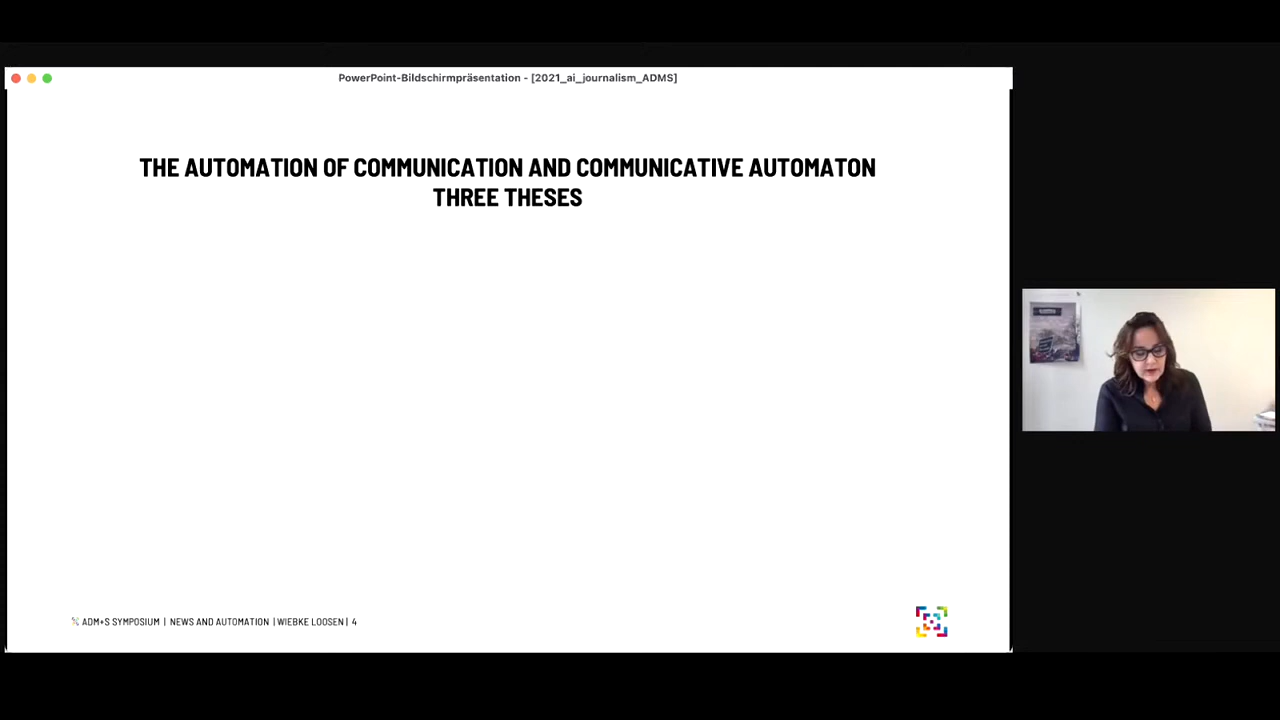 PowerPoint-Bildschirmpräsentation - [2021_ai_journalism_ADMS]
THE AUTOMATION OF COMMUNICATION AND COMMUNICATIVE AUTOMATON
THREE THESES
ADM+S SYMPOSIUM | NEWS AND AUTOMATION | WIEBKE LOOSEN | 4